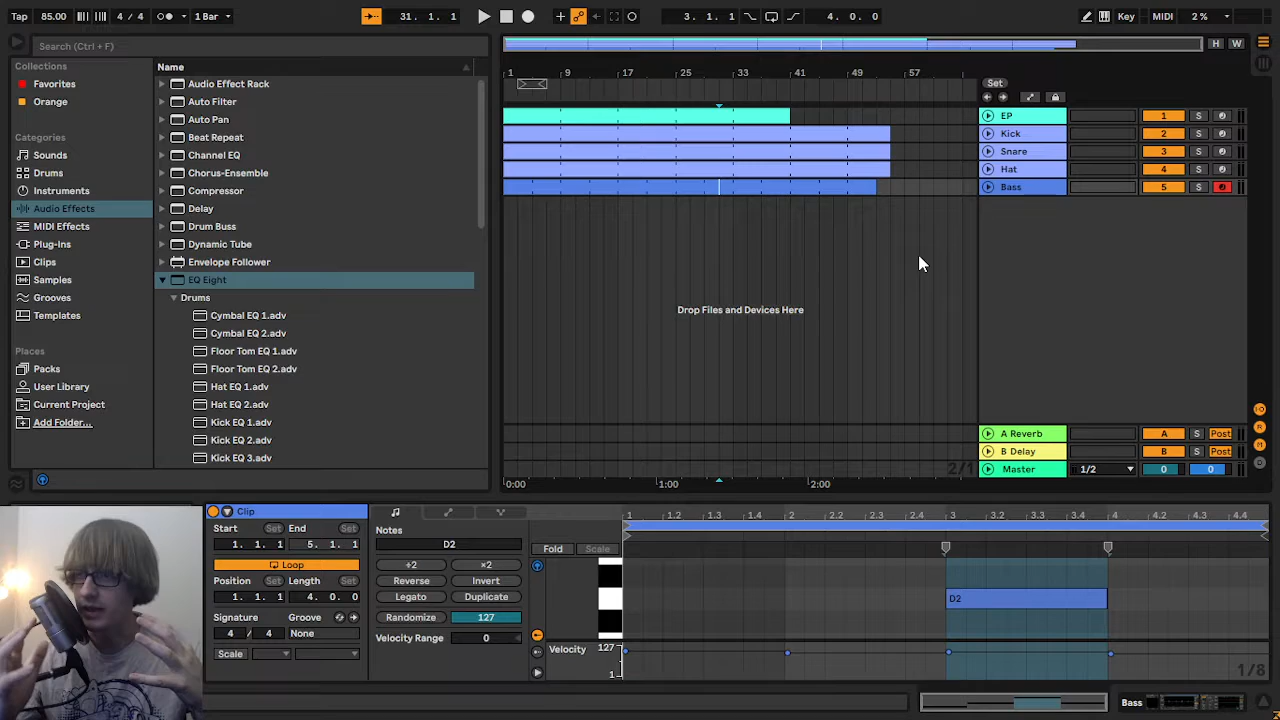 Tap 85.00 4 / 4 1 Bar 31. 1. 1 3. 1. 1 4. 0. 0 Key MIDI 2 %
Search (Ctrl + F)
H W
Collections
Favorites
Orange
Categories
Sounds
Drums
Instruments
Audio Effects
MIDI Effects
Plug-Ins
Clips
Samples
Grooves
Templates
Places
Packs
User Library
Current Project
Add Folder...
Name
Audio Effect Rack
Auto Filter
Auto Pan
Beat Repeat
Channel EQ
Chorus-Ensemble
Compressor
Delay
Drum Buss
Dynamic Tube
Envelope Follower
EQ Eight
Drums
Cymbal EQ 1.adv
Cymbal EQ 2.adv
Floor Tom EQ 1.adv
Floor Tom EQ 2.adv
Hat EQ 1.adv
Hat EQ 2.adv
Kick EQ 1.adv
Kick EQ 2.adv
Kick EQ 3.adv
1 9 17 25 33 41 49 57
Set
EP 1 S
Kick 2 S
Snare 3 S
Hat 4 S
Bass 5 S
Drop Files and Devices Here
A Reverb A S Post
B Delay B S Post
2/1
Master 1/2 0 0
0:00 1:00 2:00
Clip
Start Set End Set
1. 1. 1 5. 1. 1
Loop
Position Set Length Set
1. 1. 1 4. 0. 0
Signature Groove
4 / 4 None
Scale
Notes
D2
÷2 ×2
Reverse Invert
Legato Duplicate
Randomize 127
Velocity Range 0
1 1.2 1.3 1.4 2 2.2 2.3 2.4 3 3.2 3.3 3.4 4 4.2 4.3 4.4
Fold Scale
D2
Velocity 127
1
1/8
Bass